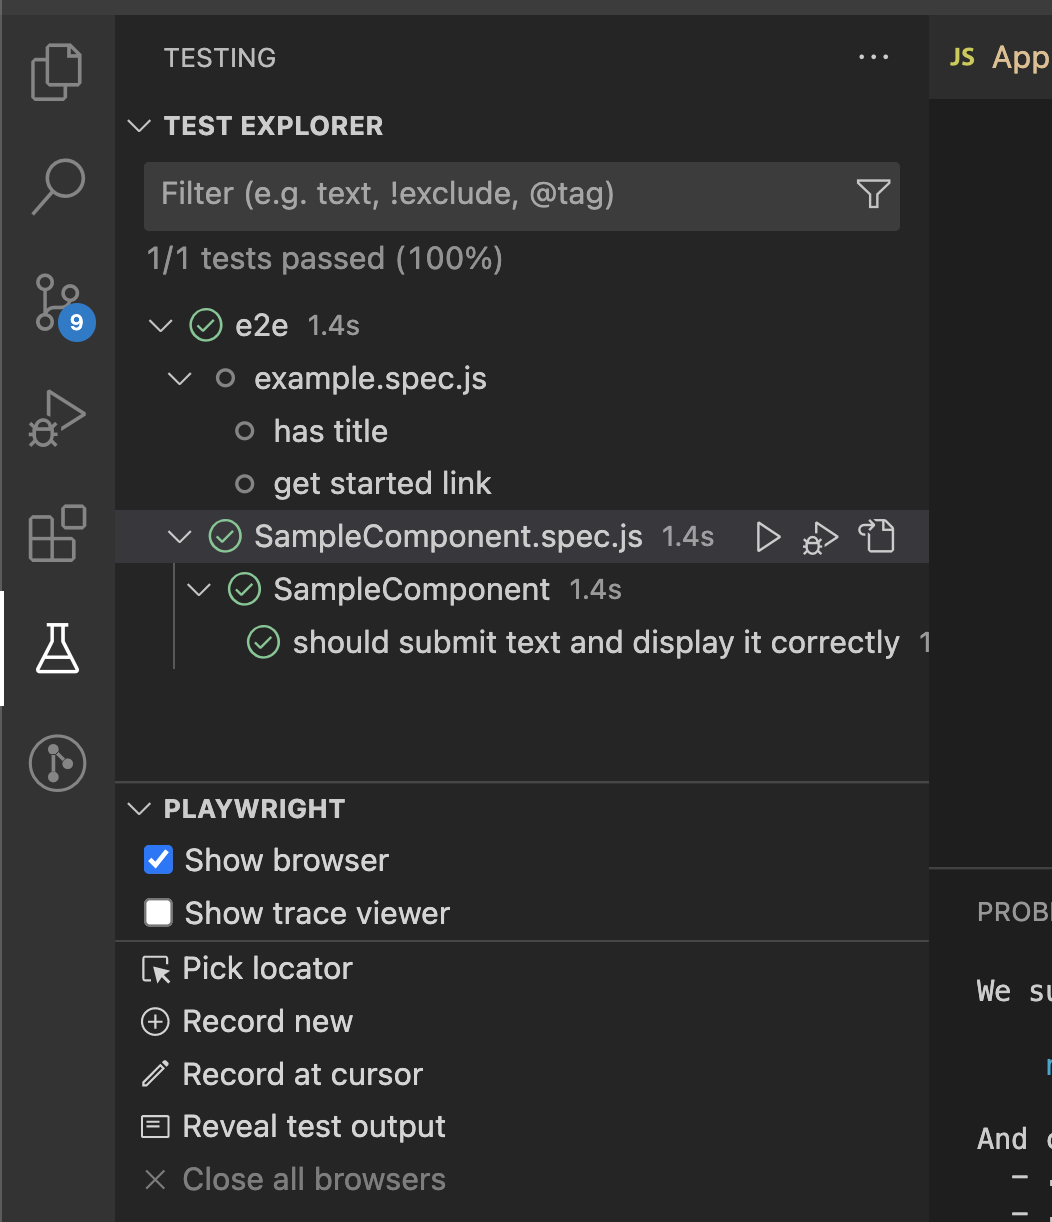 TESTING
JS App
TEST EXPLORER
Filter (e.g. text, !exclude, @tag)
1/1 tests passed (100%)
e2e 1.4s
9
example.spec.js
has title
get started link
SampleComponent.spec.js 1.4s
SampleComponent 1.4s
should submit text and display it correctly 1
PLAYWRIGHT
Show browser
Show trace viewer
PROB
Pick locator
We su
Record new
Record at cursor
Reveal test output
And
Close all browsers